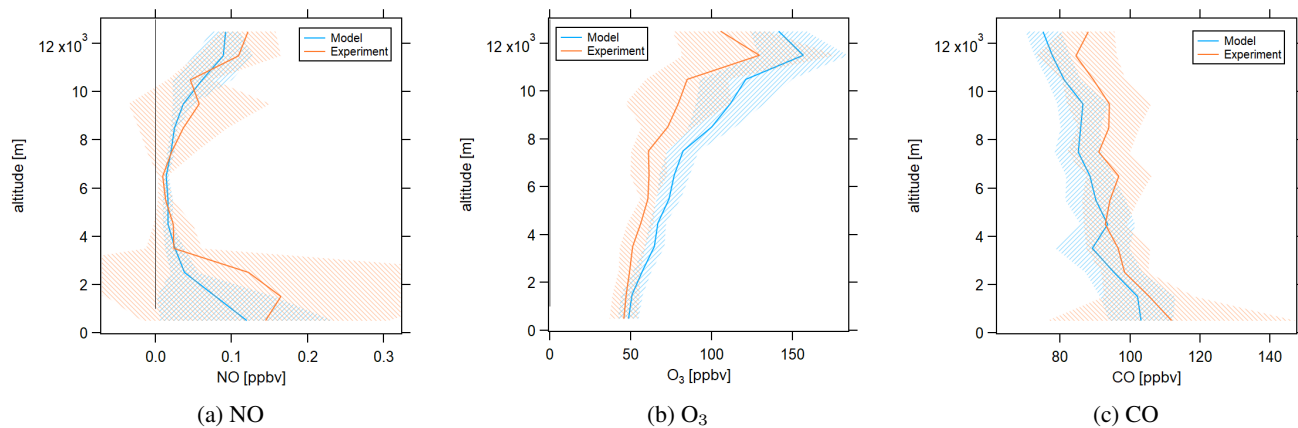 12 x10³
10
8
6
4
2
0
altitude [m]
0.0 0.1 0.2 0.3
NO [ppbv]
Model
Experiment
(a) NO
12 x10³
10
8
6
4
2
0
altitude [m]
0 50 100 150
O₃ [ppbv]
Model
Experiment
(b) O₃
12 x10³
10
8
6
4
2
0
altitude [m]
80 100 120 140
CO [ppbv]
Model
Experiment
(c) CO